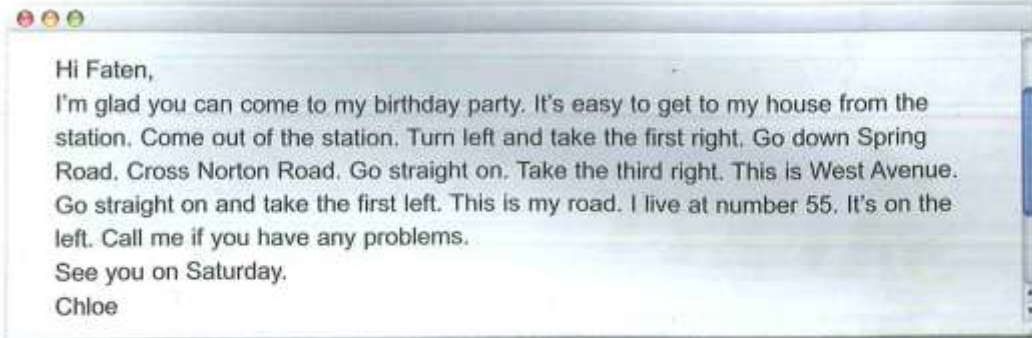 Hi Faten,
I'm glad you can come to my birthday party. It's easy to get to my house from the
station. Come out of the station. Turn left and take the first right. Go down Spring
Road. Cross Norton Road. Go straight on. Take the third right. This is West Avenue.
Go straight on and take the first left. This is my road. I live at number 55. It's on the
left. Call me if you have any problems.
See you on Saturday.
Chloe